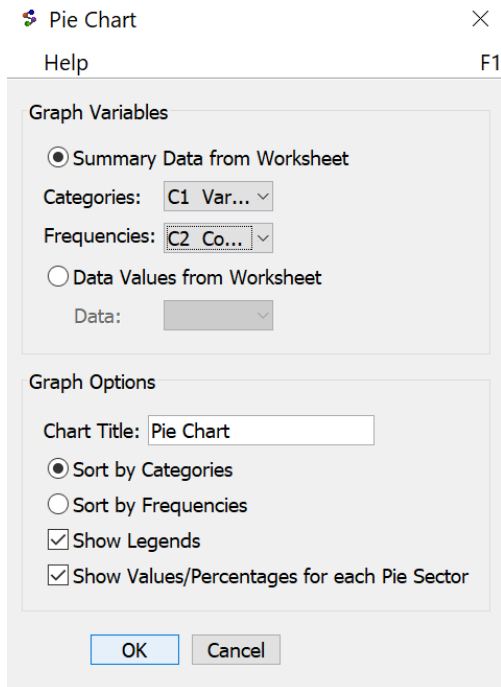 Pie Chart
Help F1
Graph Variables
Summary Data from Worksheet
Categories: C1 Var...
Frequencies: C2 Co...
Data Values from Worksheet
Data:
Graph Options
Chart Title: Pie Chart
Sort by Categories
Sort by Frequencies
Show Legends
Show Values/Percentages for each Pie Sector
OK Cancel